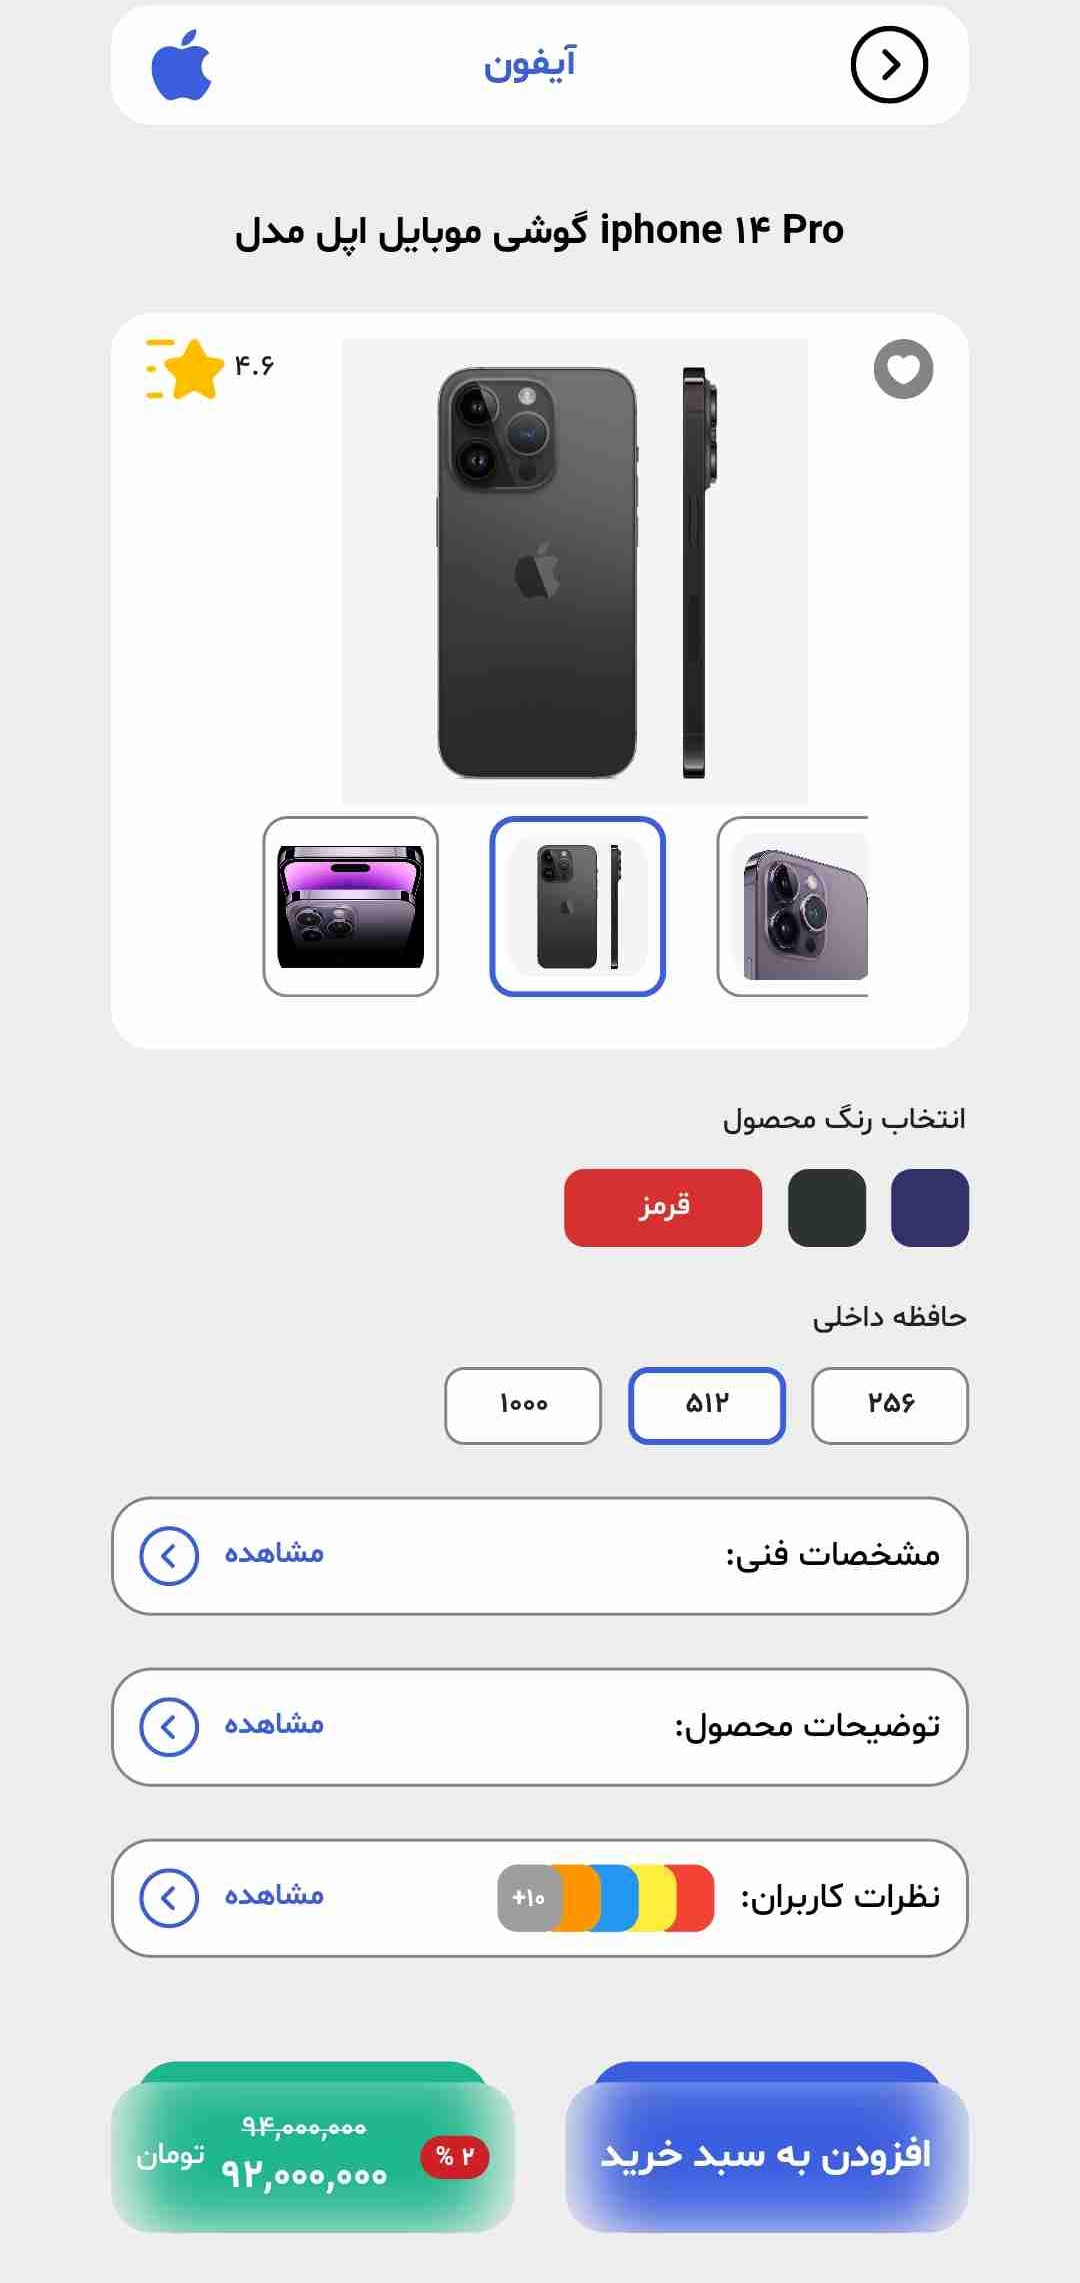 آیفون
گوشی موبایل اپل مدل iphone ۱۴ Pro
۴.۶
انتخاب رنگ محصول
قرمز
حافظه داخلی
۲۵۶
۵۱۲
۱۰۰۰
مشخصات فنی:
مشاهده
توضیحات محصول:
مشاهده
نظرات کاربران:
+۱۰
مشاهده
افزودن به سبد خرید
۲ %
۹۴,۰۰۰,۰۰۰
۹۲,۰۰۰,۰۰۰ تومان